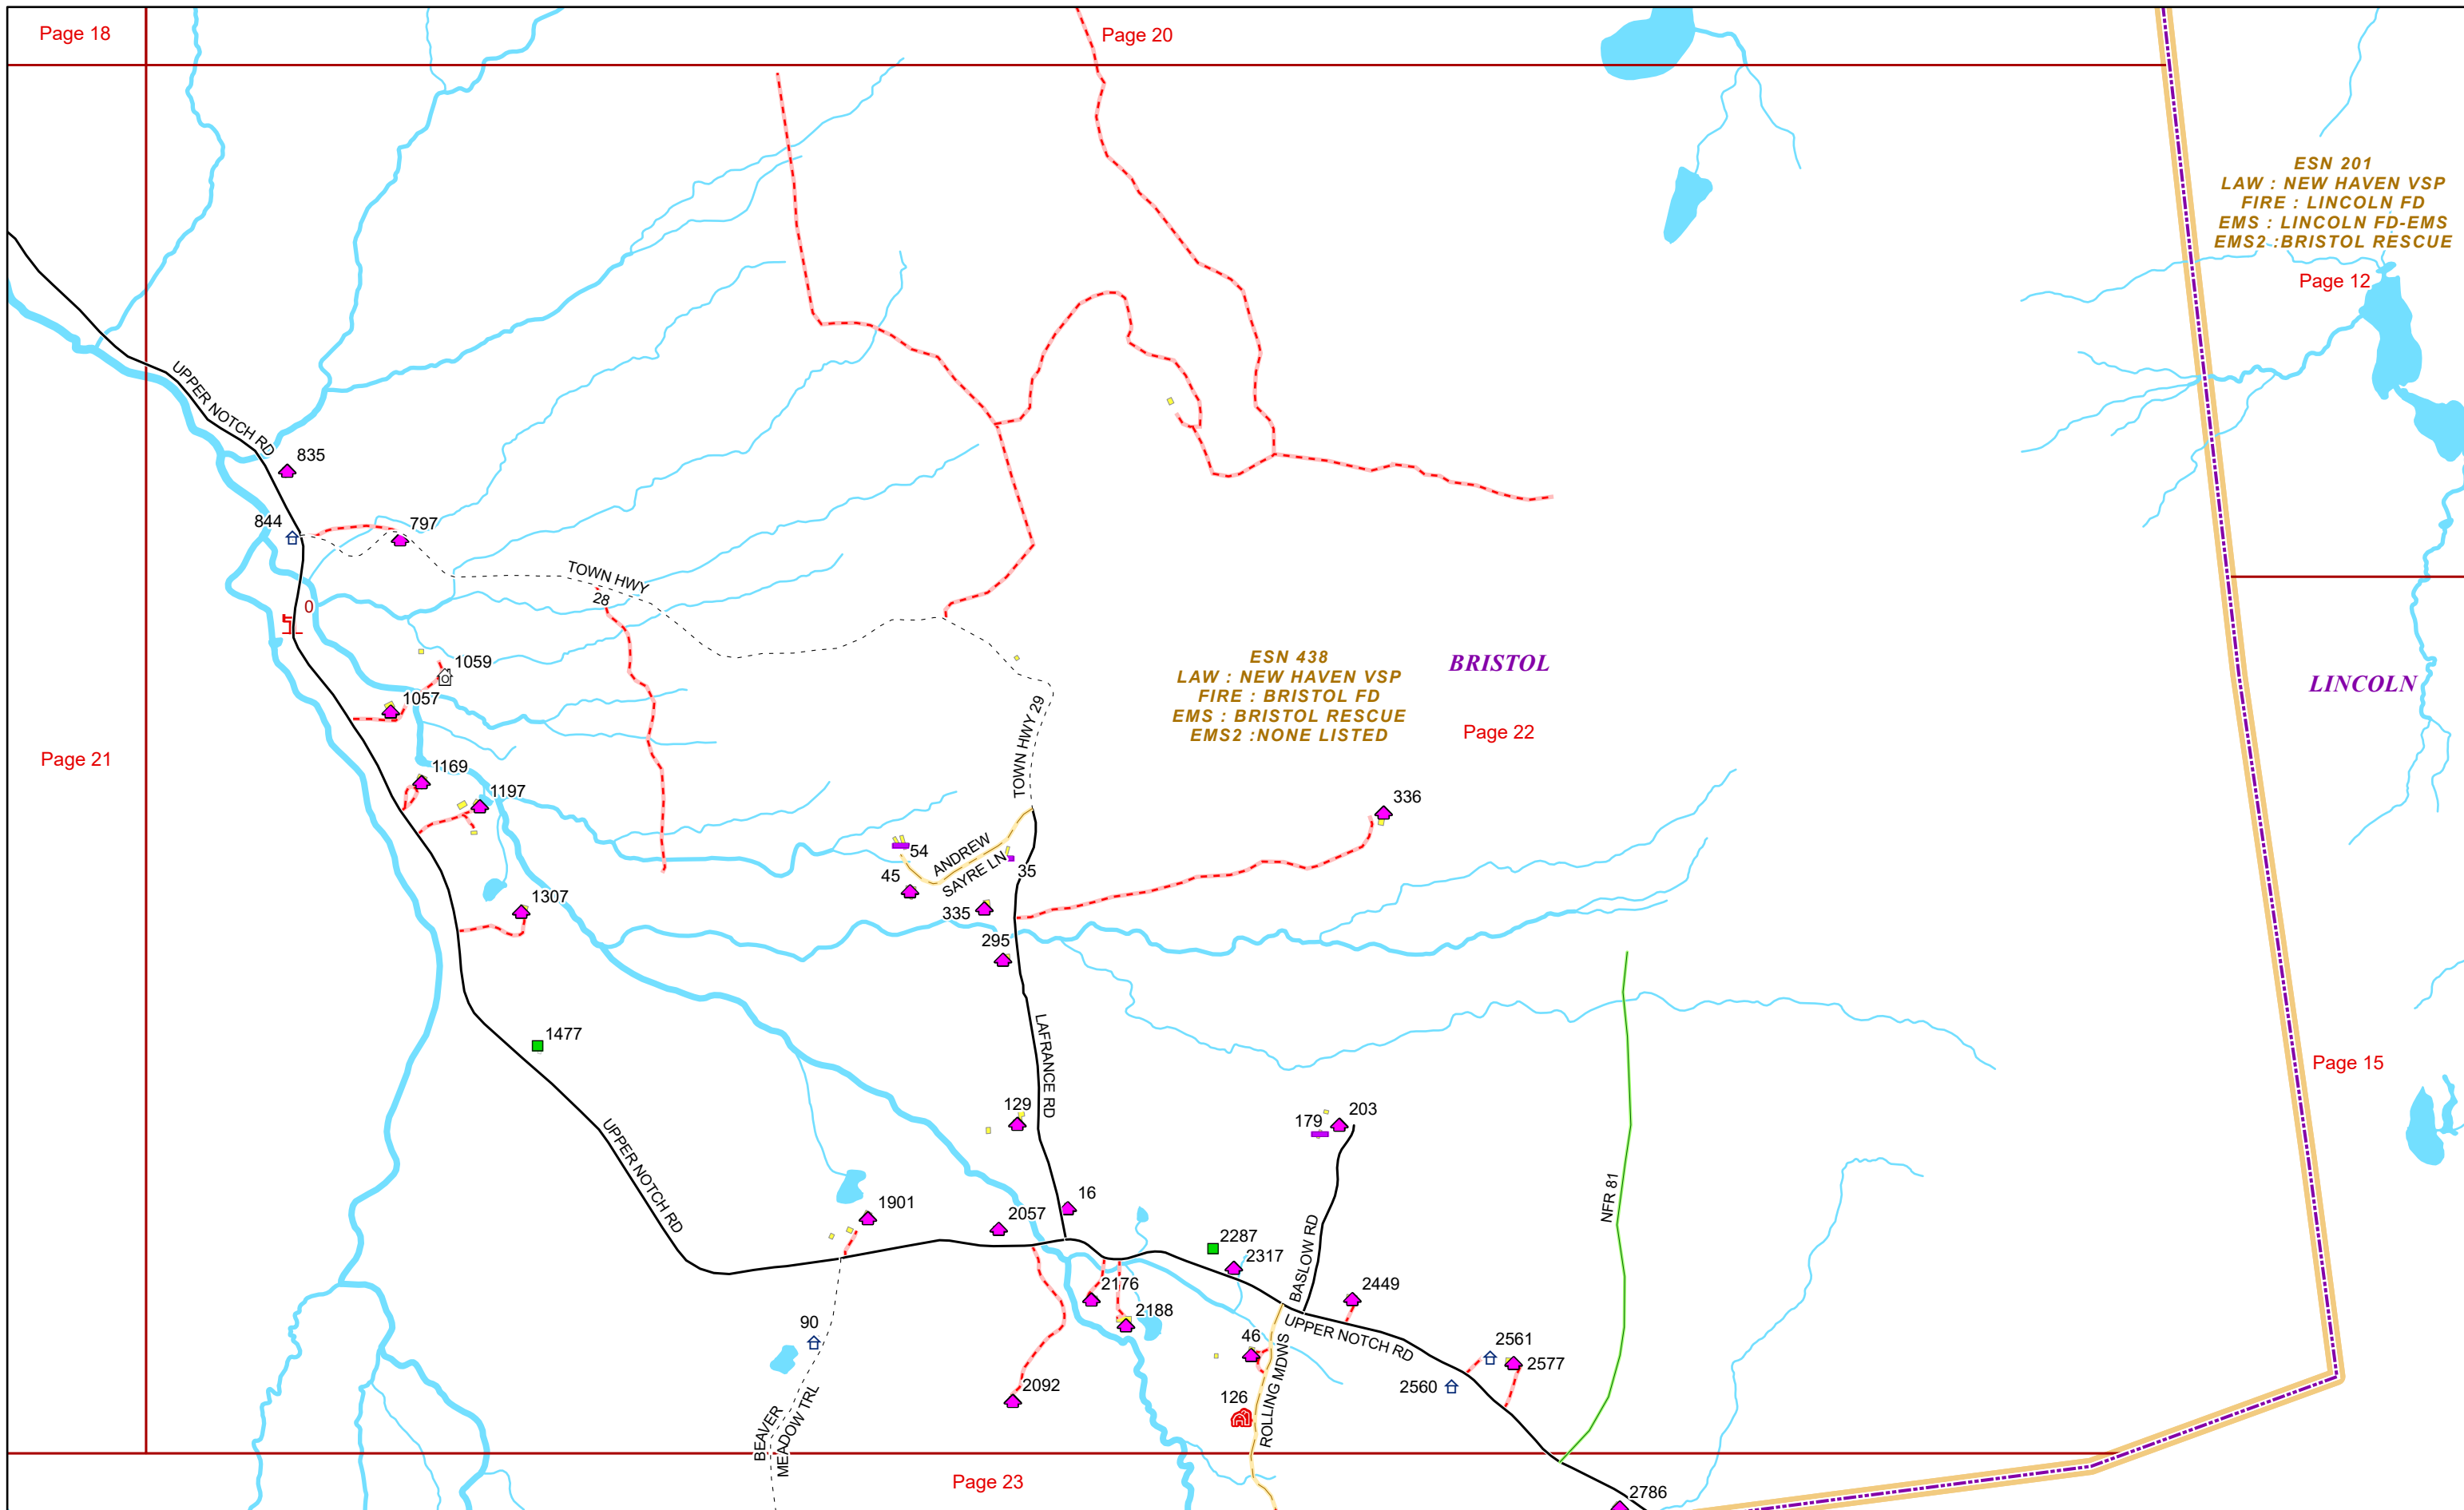 Page 18
Page 20
ESN 201
LAW : NEW HAVEN VSP
FIRE : LINCOLN FD
EMS : LINCOLN FD-EMS
EMS2 :BRISTOL RESCUE
Page 12
UPPER NOTCH RD
835
844
797
TOWN HWY
28
0
1059
1057
ESN 438
LAW : NEW HAVEN VSP
FIRE : BRISTOL FD
EMS : BRISTOL RESCUE
EMS2 :NONE LISTED
BRISTOL
Page 22
LINCOLN
TOWN HWY 29
Page 21
1169
1197
336
54
ANDREW
SAYRE LN
35
45
335
1307
295
1477
LAFRANCE RD
Page 15
129
179
203
UPPER NOTCH RD
NFR 81
16
1901
2057
2287
2317
BASLOW RD
2176
2188
2449
UPPER NOTCH RD
90
46
2561
2577
2560
2092
126
ROLLING MDWS
BEAVER
MEADOW TRL
Page 23
2786